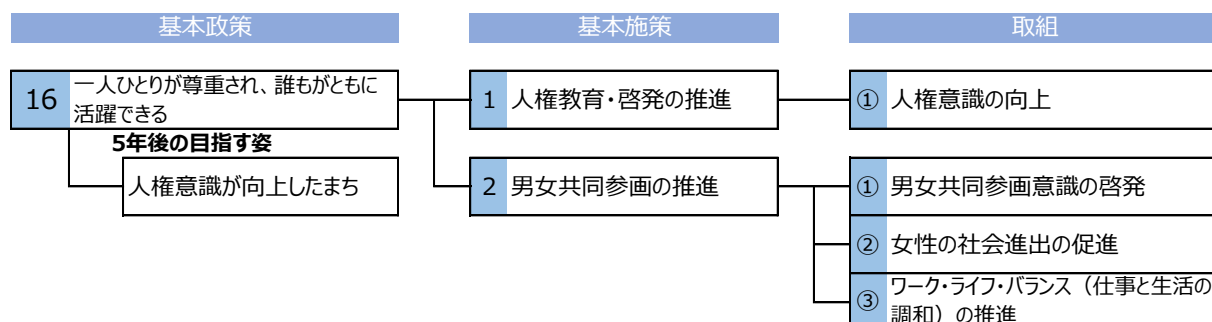 基本政策
基本施策
取組
16
一人ひとりが尊重され、誰もがともに
活躍できる
5年後の目指す姿
人権意識が向上したまち
1 人権教育・啓発の推進
① 人権意識の向上
2 男女共同参画の推進
① 男女共同参画意識の啓発
② 女性の社会進出の促進
③ ワーク・ライフ・バランス（仕事と生活の
調和）の推進